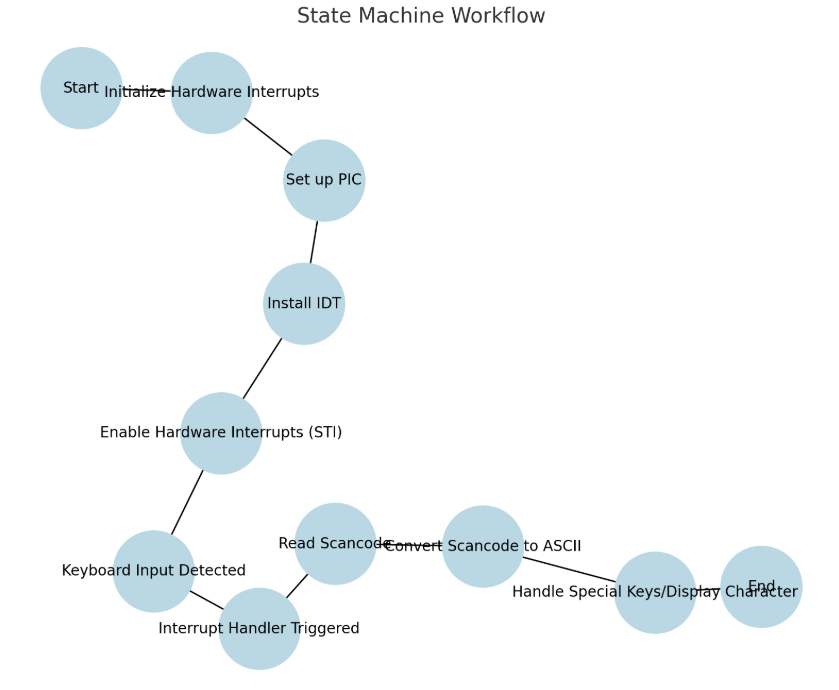 State Machine Workflow
Start
Initialize Hardware Interrupts
Set up PIC
Install IDT
Enable Hardware Interrupts (STI)
Keyboard Input Detected
Interrupt Handler Triggered
Read Scancode
Convert Scancode to ASCII
Handle Special Keys/Display Character
End